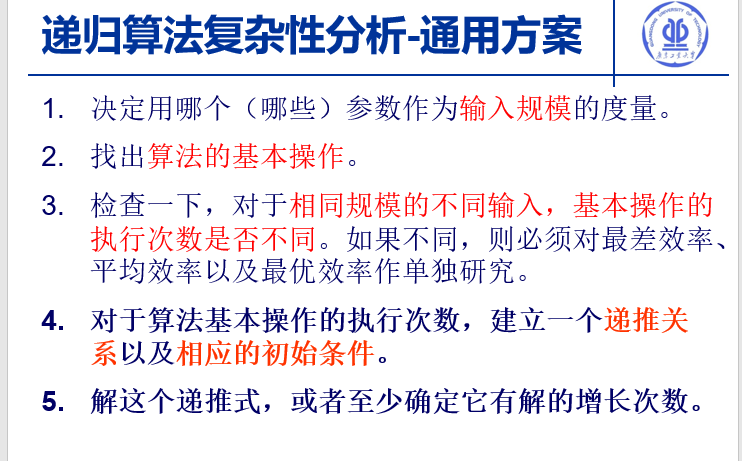 递归算法复杂性分析-通用方案
1. 决定用哪个（哪些）参数作为输入规模的度量。
2. 找出算法的基本操作。
3. 检查一下，对于相同规模的不同输入，基本操作的
执行次数是否不同。如果不同，则必须对最差效率、
平均效率以及最优效率作单独研究。
4. 对于算法基本操作的执行次数，建立一个递推关
系以及相应的初始条件。
5. 解这个递推式，或者至少确定它有解的增长次数。